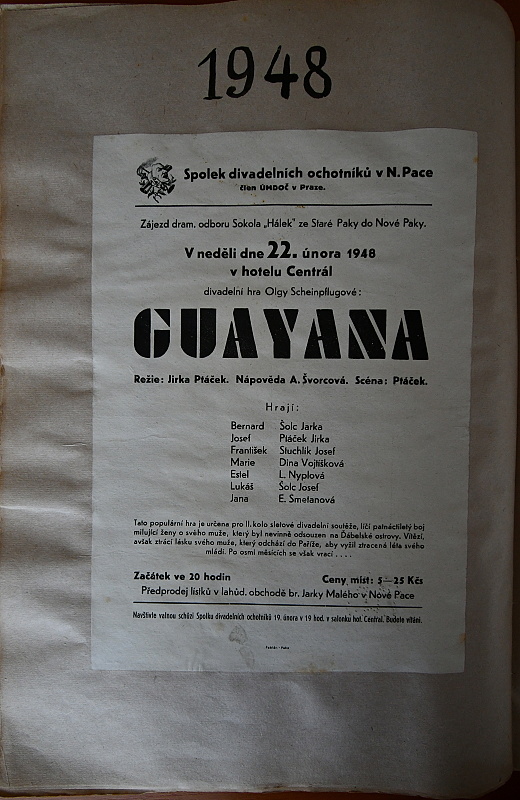 1948
Spolek divadelních ochotníků v N. Pace
člen ÚMDOČ v Praze.
Zájezd dram. odboru Sokola „Hálek" ze Staré Paky do Nové Paky.
V neděli dne 22. února 1948
v hotelu Centrál
divadelní hra Olgy Scheinpflugové:
GUAYANA
Režie: Jirka Ptáček. Nápověda A. Švorcová. Scéna: Ptáček.
Hrají:
Bernard Šolc Jarka
Josef Ptáček Jirka
František Stuchlík Josef
Marie Dina Vojtíšková
Estel L. Nyplová
Lukáš Šolc Josef
Jana E. Smetanová
Tato populární hra je určena pro II. kolo sletové divadelní soutěže, líčí patnáctiletý boj
milující ženy o svého muže, který byl nevinně odsouzen na Ďábelské ostrovy. Vítězí,
avšak ztrácí lásku svého muže, který odchází do Paříže, aby vyžil ztracená léta svého
mládí. Po osmi měsících se však vrací ....
Začátek ve 20 hodin Ceny míst: 5—25 Kčs
Předprodej lístků v lahůd. obchodě br. Jarky Malého v Nové Pace
Navštivte valnou schůzi Spolku divadelních ochotníků 19. února v 19 hod. v salonku hot. Central. Budete vítáni.